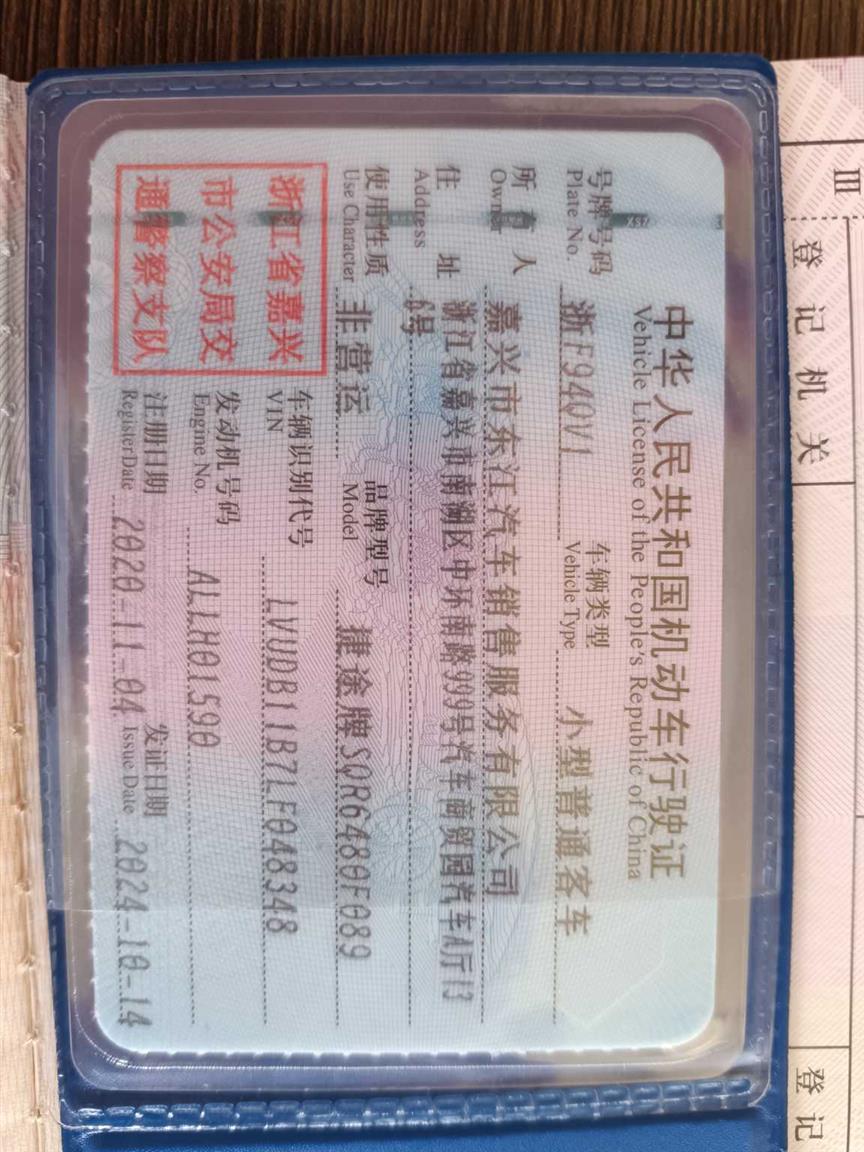 中华人民共和国机动车行驶证
Vehicle License of the People's Republic of China
号牌号码 浙F94QV1 车辆类型 小型普通客车
Plate No. Vehicle Type
所有人 嘉兴市东江汽车销售服务有限公司
Owner
住址 浙江省嘉兴市南湖区中环南路999号汽车商贸园汽车A厅13
Address 6号
使用性质 非营运 品牌型号 捷途牌SQR6480F089
Use Character Model
浙江省嘉兴
市公安局交
通警察支队
车辆识别代号 LVUDB11B7LF048348
VIN
发动机号码 ALLH01590
Engine No.
注册日期 2020-11-04 发证日期 2024-10-14
Register Date Issue Date
III
登记机关
登记